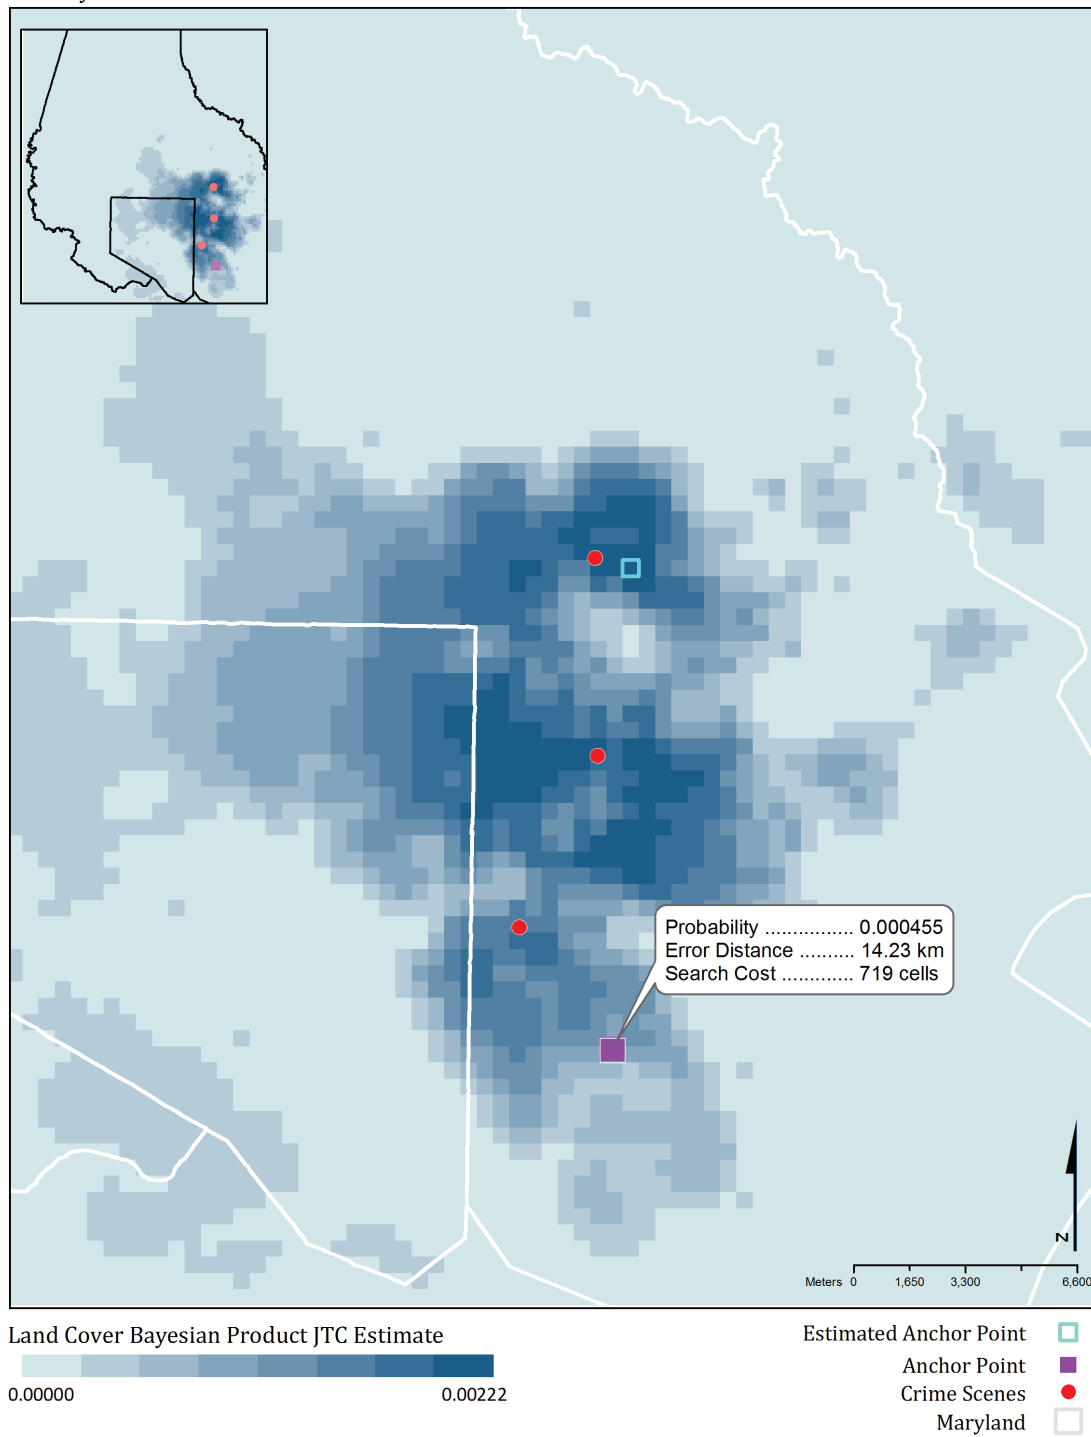 Probability ................ 0.000455
Error Distance .......... 14.23 km
Search Cost ............. 719 cells
N
Meters 0 1,650 3,300 6,600
Land Cover Bayesian Product JTC Estimate
0.00000 0.00222
Estimated Anchor Point
Anchor Point
Crime Scenes
Maryland